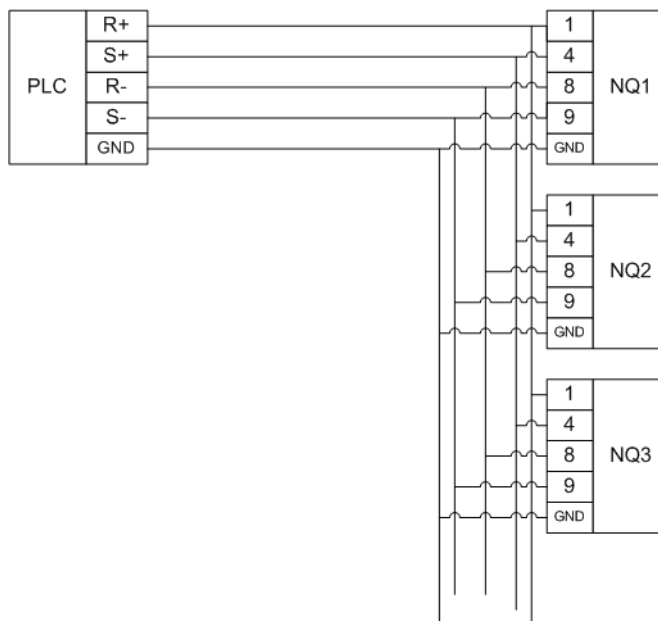 R+ 1
S+ 4
PLC R- 8 NQ1
S- 9
GND GND
1
4
8 NQ2
9
GND
1
4
8 NQ3
9
GND